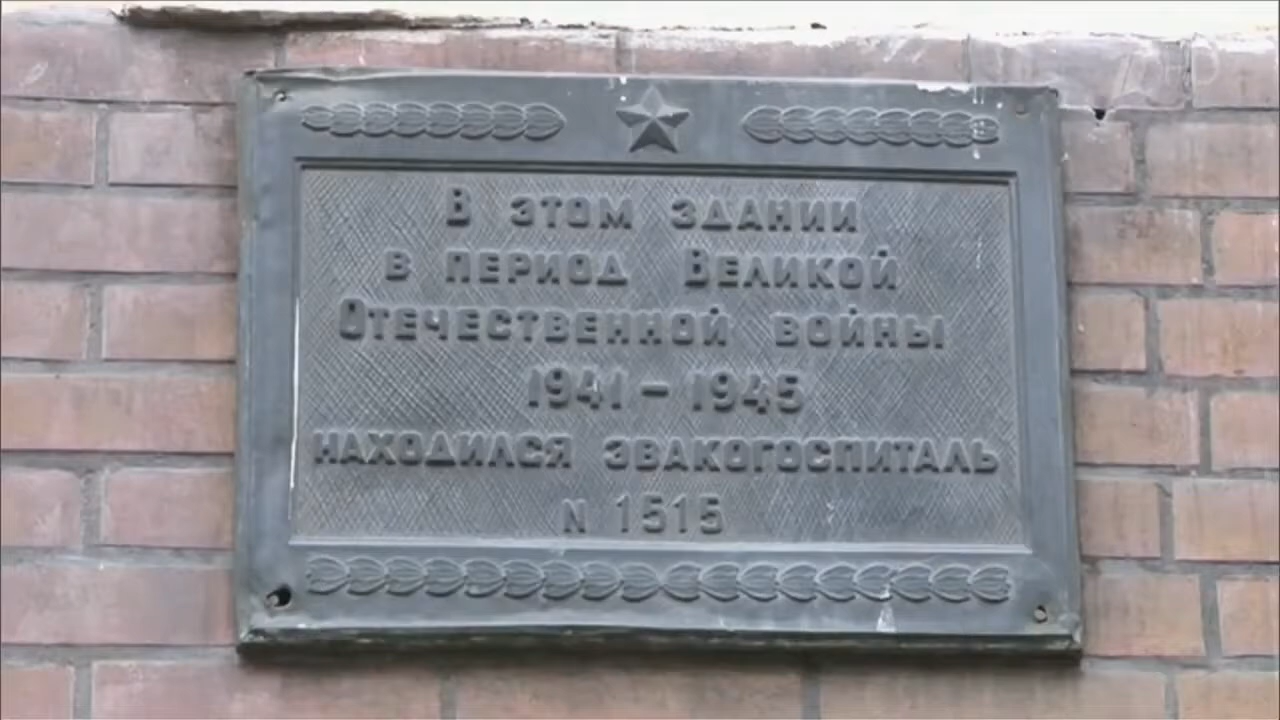 В этом здании
в период Великой
Отечественной войны
1941 – 1945
находился эвакогоспиталь
N 1515